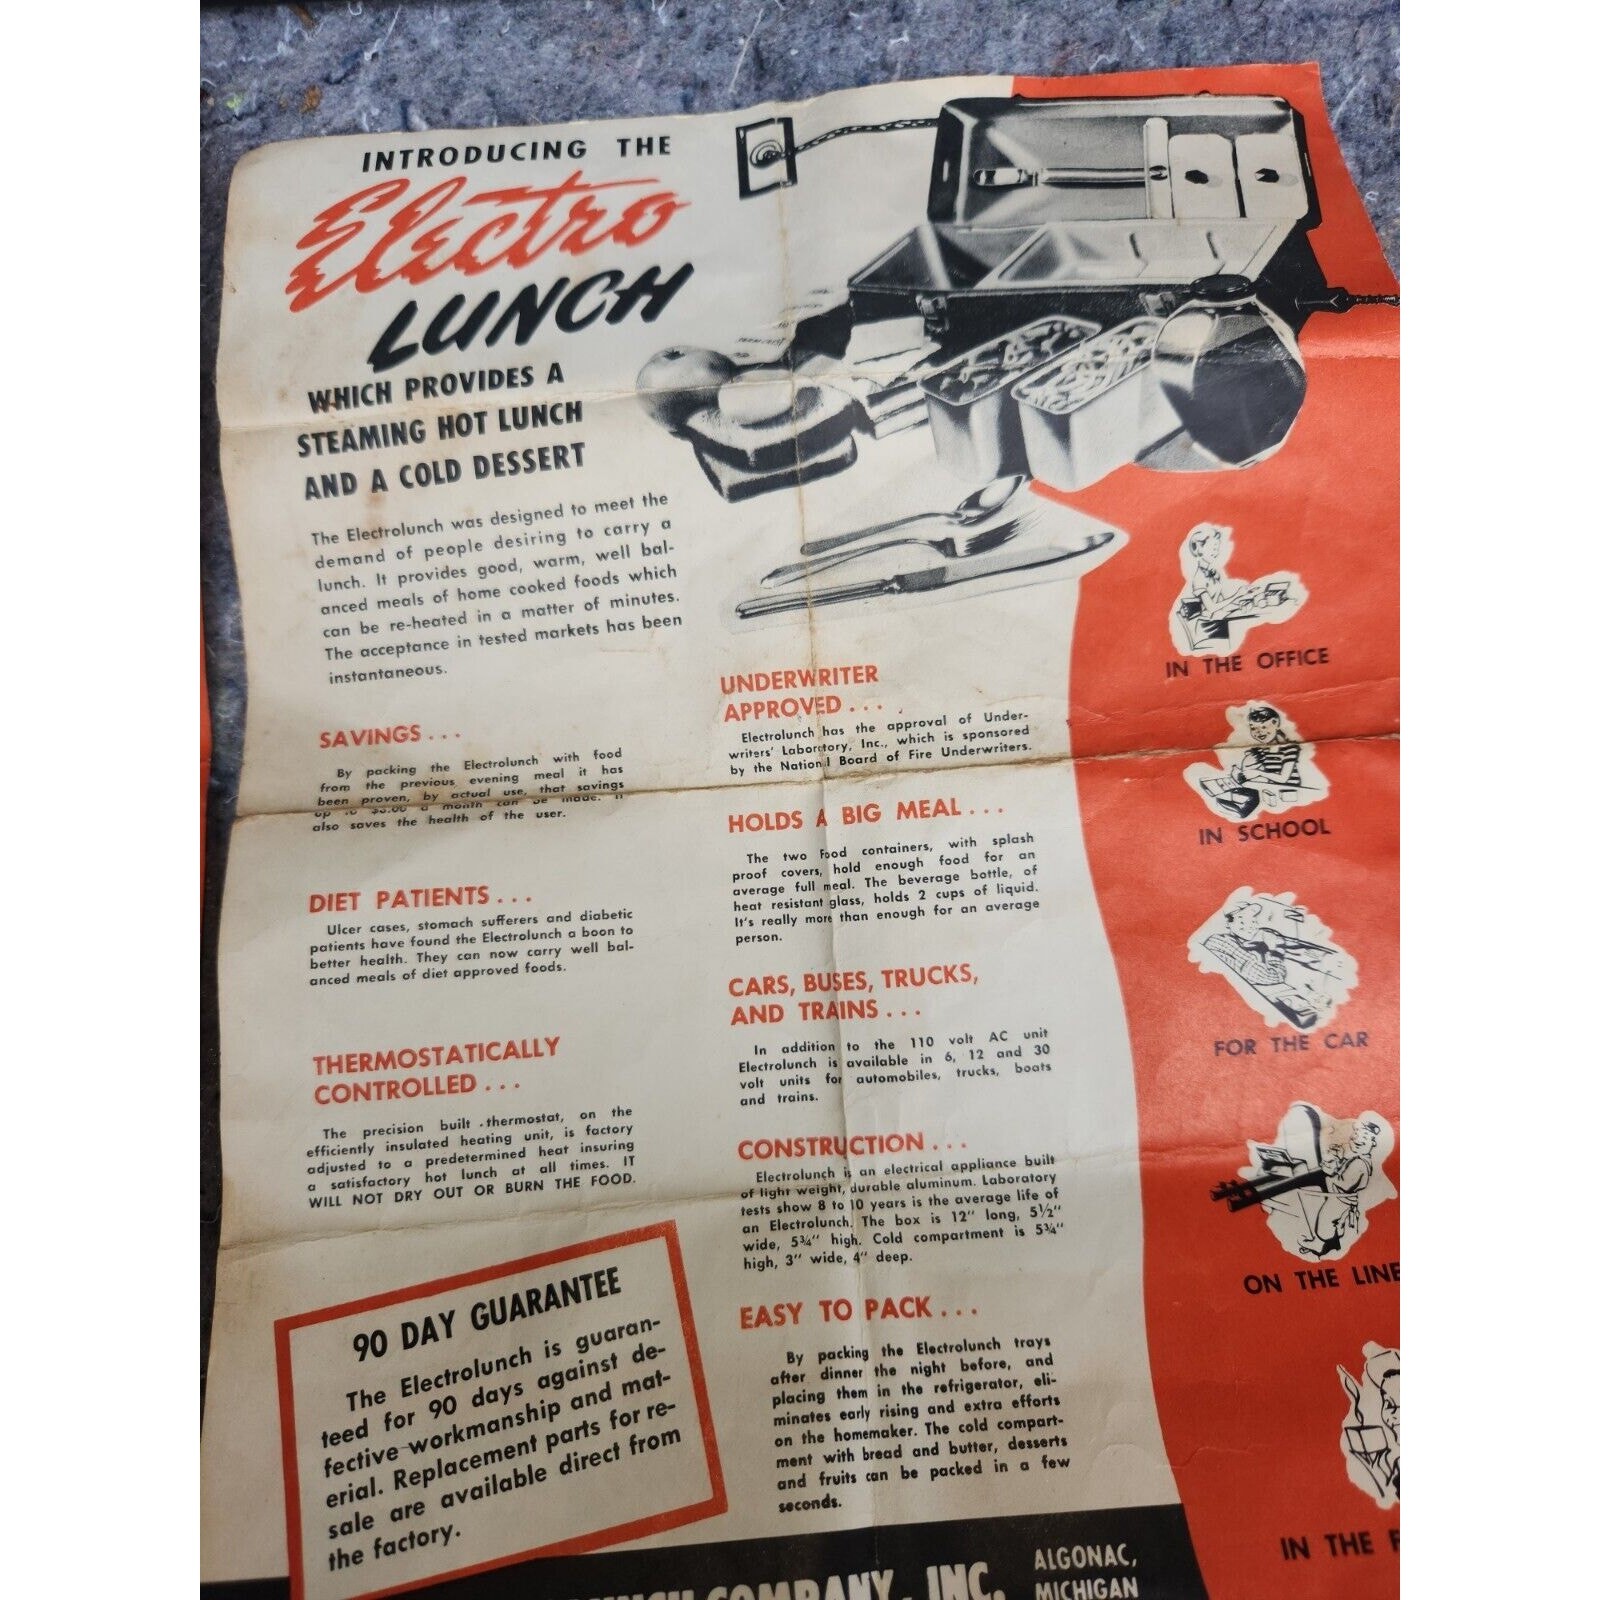 INTRODUCING THE
Electro
LUNCH
WHICH PROVIDES A
STEAMING HOT LUNCH
AND A COLD DESSERT
The Electrolunch was designed to meet the
demand of people desiring to carry a
lunch. It provides good, warm, well bal-
anced meals of home cooked foods which
can be re-heated in a matter of minutes.
The acceptance in tested markets has been
instantaneous.
SAVINGS...
By packing the Electrolunch with food
from the previous evening meal it has
been proven, by actual use, that savings
up to $3.00 a month can be made. It
also saves the health of the user.
DIET PATIENTS...
Ulcer cases, stomach sufferers and diabetic
patients have found the Electrolunch a boon to
better health. They can now carry well bal-
anced meals of diet approved foods.
THERMOSTATICALLY
CONTROLLED...
The precision built thermostat, on the
efficiently insulated heating unit, is factory
adjusted to a predetermined heat insuring
a satisfactory hot lunch at all times. IT
WILL NOT DRY OUT OR BURN THE FOOD.
90 DAY GUARANTEE
The Electrolunch is guaran-
teed for 90 days against de-
fective workmanship and mat-
erial. Replacement parts for re-
sale are available direct from
the factory.
UNDERWRITER
APPROVED...
Electrolunch has the approval of Under-
writers' Laboratory, Inc., which is sponsored
by the National Board of Fire Underwriters.
HOLDS A BIG MEAL...
The two food containers, with splash
proof covers, hold enough food for an
average full meal. The beverage bottle, of
heat resistant glass, holds 2 cups of liquid.
It's really more than enough for an average
person.
CARS, BUSES, TRUCKS,
AND TRAINS...
In addition to the 110 volt AC unit
Electrolunch is available in 6, 12 and 30
volt units for automobiles, trucks, boats
and trains.
CONSTRUCTION...
Electrolunch is an electrical appliance built
of light weight, durable aluminum. Laboratory
tests show 8 to 10 years is the average life of
an Electrolunch. The box is 12" long, 5½"
wide, 5¾" high. Cold compartment is 5¾"
high, 3" wide, 4" deep.
EASY TO PACK...
By packing the Electrolunch trays
after dinner the night before, and
placing them in the refrigerator, eli-
minates early rising and extra efforts
on the homemaker. The cold compart-
ment with bread and butter, desserts
and fruits can be packed in a few
seconds.
IN THE OFFICE
IN SCHOOL
FOR THE CAR
ON THE LINE
IN THE F
LUNCH COMPANY, INC.
ALGONAC,
MICHIGAN